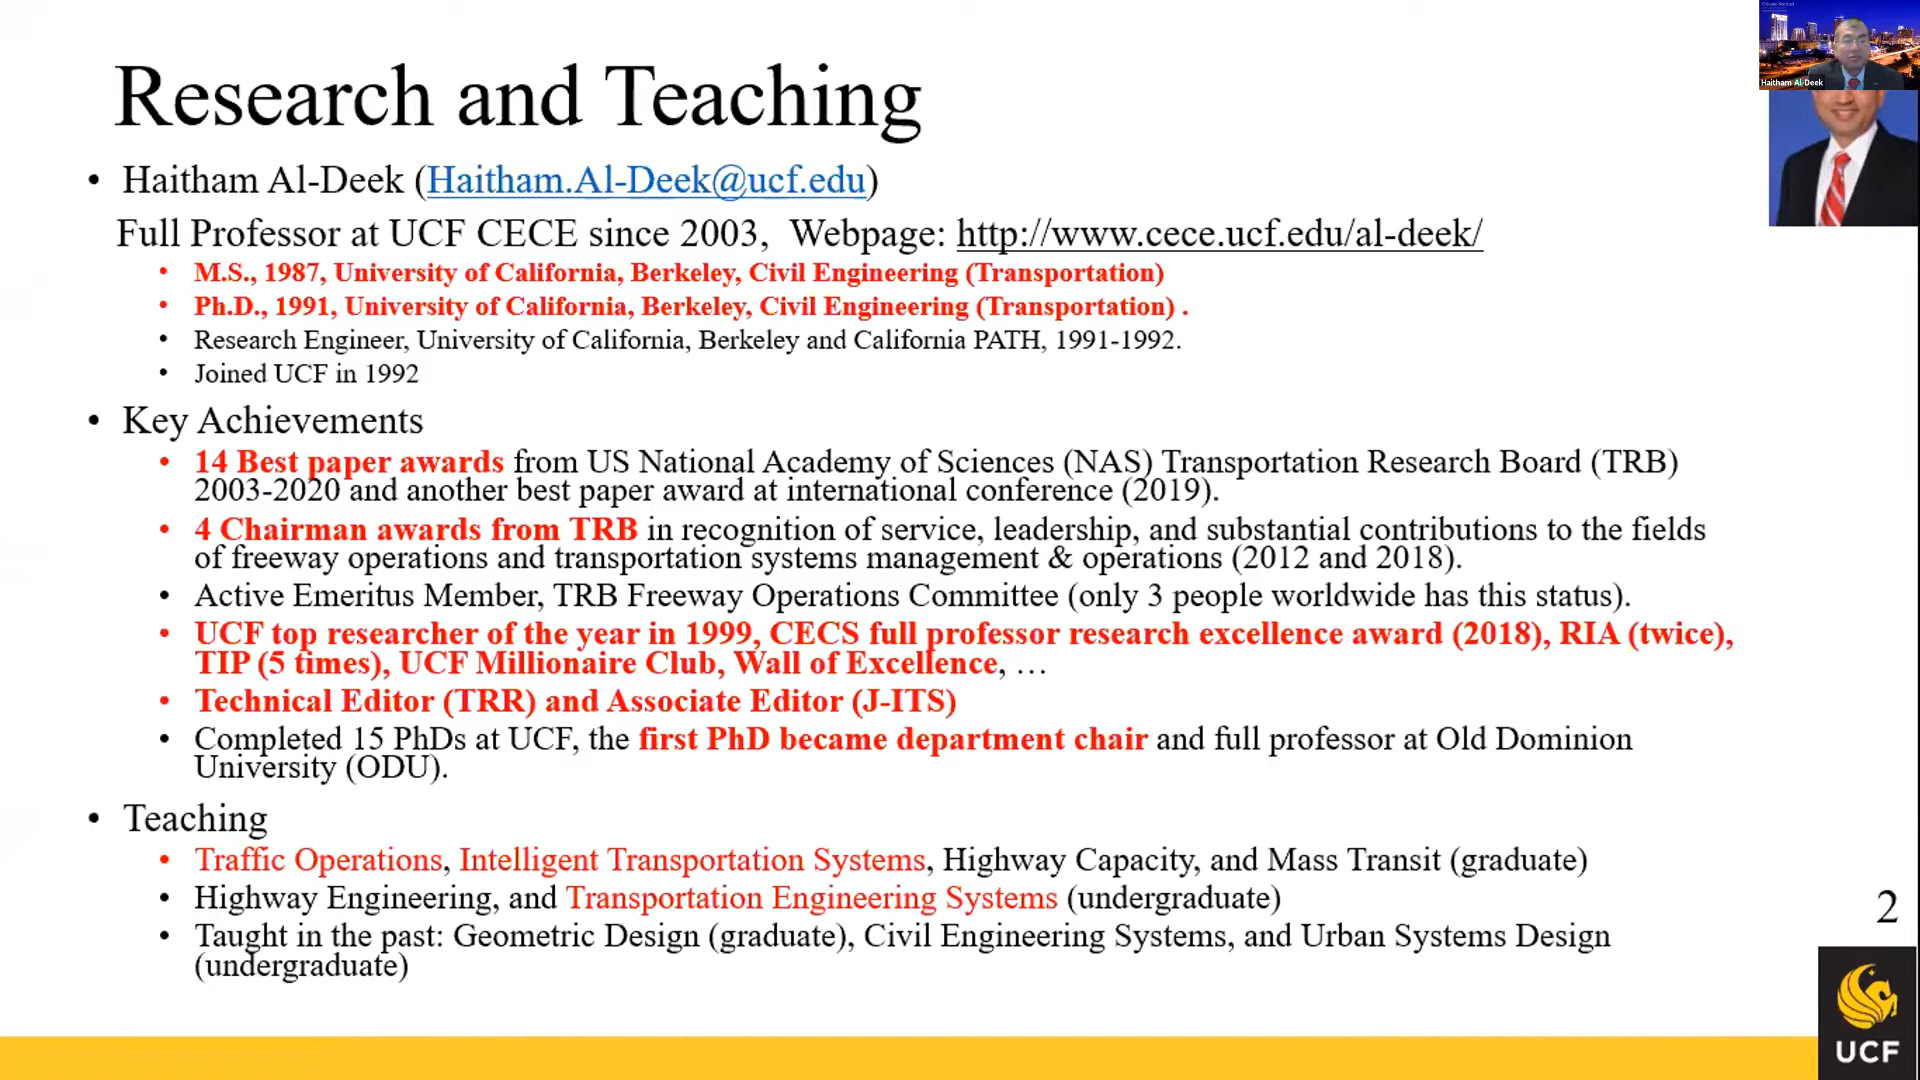 Research and Teaching
Haitham Al-Deek
• Haitham Al-Deek (Haitham.Al-Deek@ucf.edu)
Full Professor at UCF CECE since 2003, Webpage: http://www.cece.ucf.edu/al-deek/
• M.S., 1987, University of California, Berkeley, Civil Engineering (Transportation)
• Ph.D., 1991, University of California, Berkeley, Civil Engineering (Transportation) .
• Research Engineer, University of California, Berkeley and California PATH, 1991-1992.
• Joined UCF in 1992
• Key Achievements
• 14 Best paper awards from US National Academy of Sciences (NAS) Transportation Research Board (TRB)
2003-2020 and another best paper award at international conference (2019).
• 4 Chairman awards from TRB in recognition of service, leadership, and substantial contributions to the fields
of freeway operations and transportation systems management & operations (2012 and 2018).
• Active Emeritus Member, TRB Freeway Operations Committee (only 3 people worldwide has this status).
• UCF top researcher of the year in 1999, CECS full professor research excellence award (2018), RIA (twice),
TIP (5 times), UCF Millionaire Club, Wall of Excellence, …
• Technical Editor (TRR) and Associate Editor (J-ITS)
• Completed 15 PhDs at UCF, the first PhD became department chair and full professor at Old Dominion
University (ODU).
• Teaching
• Traffic Operations, Intelligent Transportation Systems, Highway Capacity, and Mass Transit (graduate)
• Highway Engineering, and Transportation Engineering Systems (undergraduate)
• Taught in the past: Geometric Design (graduate), Civil Engineering Systems, and Urban Systems Design
(undergraduate)
2
UCF